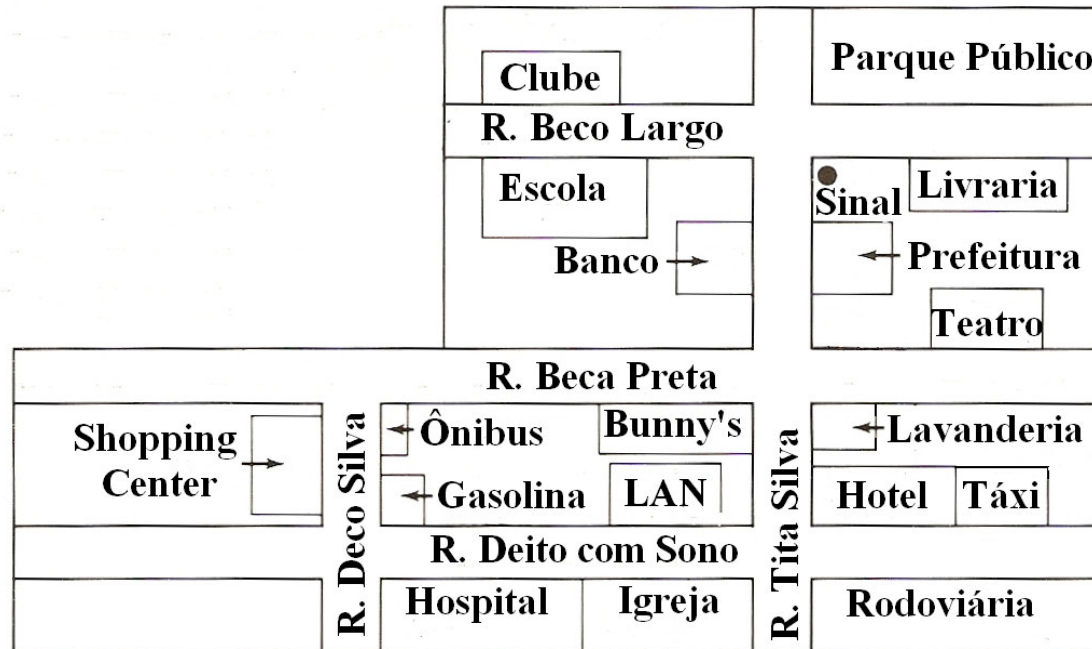 Parque Público
Clube
R. Beco Largo
Escola
Sinal
Livraria
Banco
Prefeitura
Teatro
R. Beca Preta
Shopping
Center
R. Deco Silva
Ônibus
Bunny's
R. Tita Silva
Lavanderia
Gasolina
LAN
Hotel
Táxi
R. Deito com Sono
Hospital
Igreja
Rodoviária